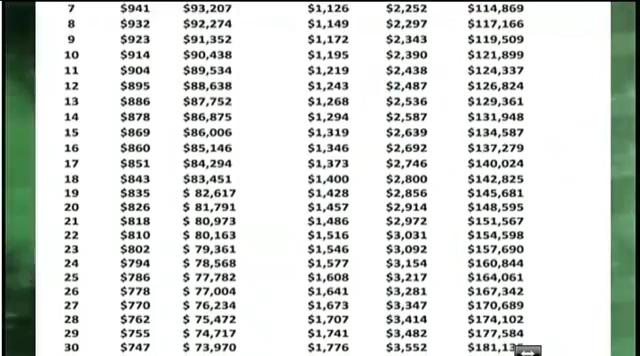 7 $941 $93,207 $1,126 $2,252 $114,869
8 $932 $92,274 $1,149 $2,297 $117,166
9 $923 $91,352 $1,172 $2,343 $119,509
10 $914 $90,438 $1,195 $2,390 $121,899
11 $904 $89,534 $1,219 $2,438 $124,337
12 $895 $88,638 $1,243 $2,487 $126,824
13 $886 $87,752 $1,268 $2,536 $129,361
14 $878 $86,875 $1,294 $2,587 $131,948
15 $869 $86,006 $1,319 $2,639 $134,587
16 $860 $85,146 $1,346 $2,692 $137,279
17 $851 $84,294 $1,373 $2,746 $140,024
18 $843 $83,451 $1,400 $2,800 $142,825
19 $835 $ 82,617 $1,428 $2,856 $145,681
20 $826 $ 81,791 $1,457 $2,914 $148,595
21 $818 $ 80,973 $1,486 $2,972 $151,567
22 $810 $ 80,163 $1,516 $3,031 $154,598
23 $802 $ 79,361 $1,546 $3,092 $157,690
24 $794 $ 78,568 $1,577 $3,154 $160,844
25 $786 $ 77,782 $1,608 $3,217 $164,061
26 $778 $ 77,004 $1,641 $3,281 $167,342
27 $770 $ 76,234 $1,673 $3,347 $170,689
28 $762 $ 75,472 $1,707 $3,414 $174,102
29 $755 $ 74,717 $1,741 $3,482 $177,584
30 $747 $ 73,970 $1,776 $3,552